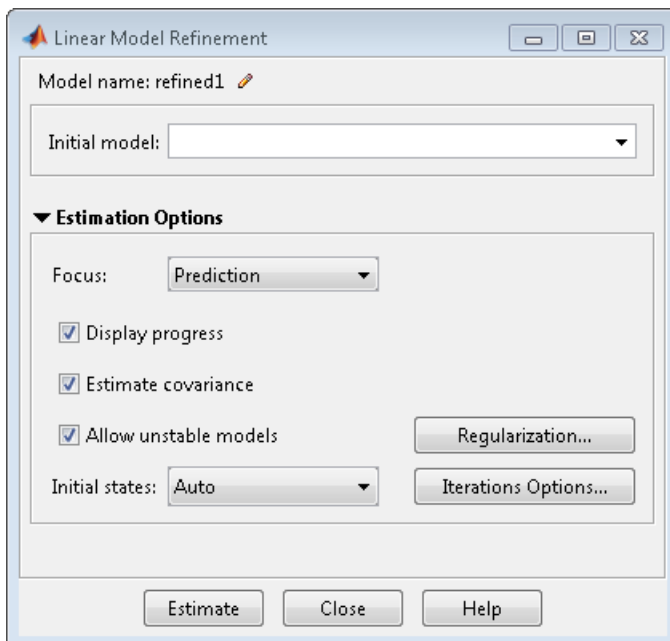 Linear Model Refinement
Model name: refined1
Initial model:
Estimation Options
Focus: Prediction
Display progress
Estimate covariance
Allow unstable models Regularization...
Initial states: Auto Iterations Options...
Estimate Close Help